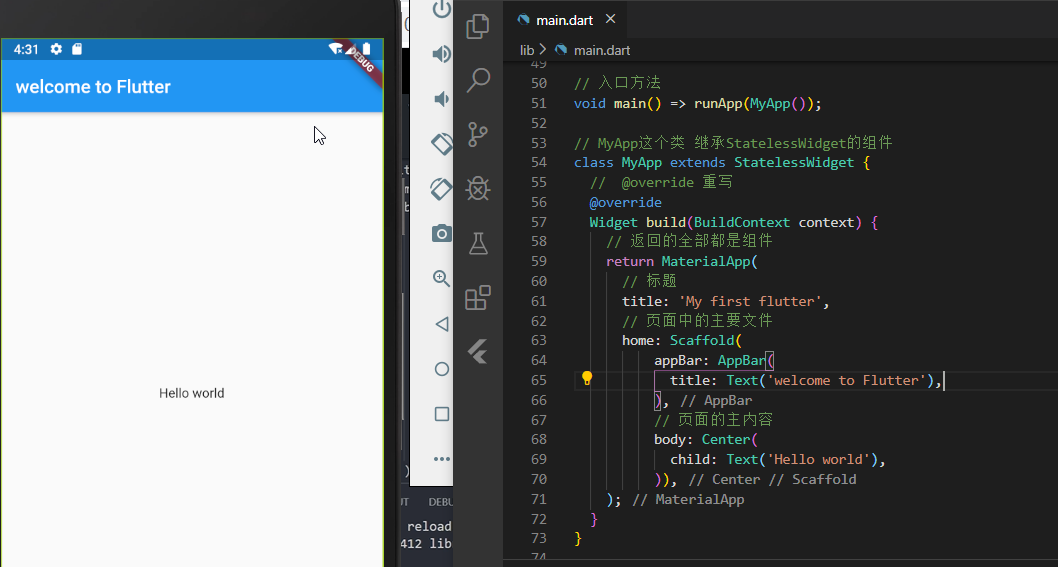 4:31
DEBUG
welcome to Flutter
Hello world
DEBU
reload
412 lib
main.dart
lib > main.dart
49
50 // 入口方法
51 void main() => runApp(MyApp());
52
53 // MyApp这个类 继承StatelessWidget的组件
54 class MyApp extends StatelessWidget {
55 // @override 重写
56 @override
57 Widget build(BuildContext context) {
58 // 返回的全部都是组件
59 return MaterialApp(
60 // 标题
61 title: 'My first flutter',
62 // 页面中的主要文件
63 home: Scaffold(
64 appBar: AppBar(
65 title: Text('welcome to Flutter'),
66 ), // AppBar
67 // 页面的主内容
68 body: Center(
69 child: Text('Hello world'),
70 )), // Center // Scaffold
71 ); // MaterialApp
72 }
73 }
74